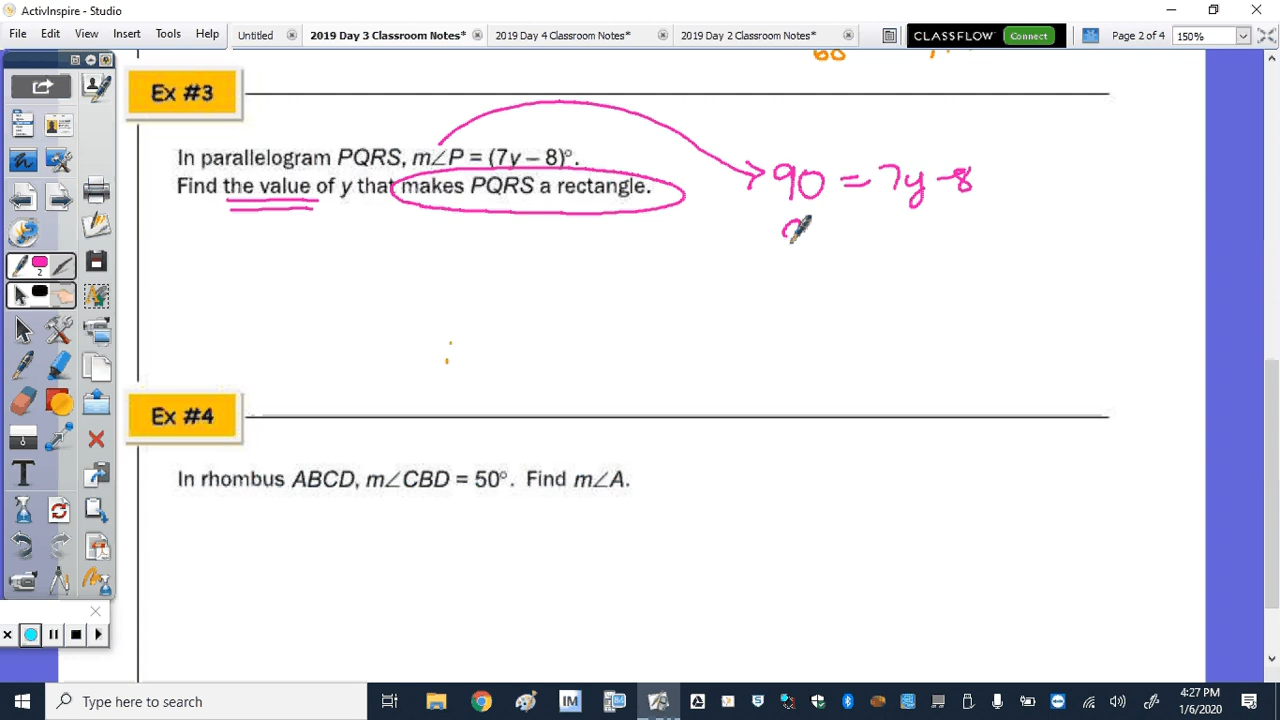 ActivInspire - Studio
File Edit View Insert Tools Help Untitled 2019 Day 3 Classroom Notes* 2019 Day 4 Classroom Notes* 2019 Day 2 Classroom Notes* CLASSFLOW Connect Page 2 of 4 150%
Ex #3
In parallelogram PQRS, m∠P = (7y – 8)°.
Find the value of y that makes PQRS a rectangle.
90 = 7y - 8
2
Ex #4
In rhombus ABCD, m∠CBD = 50°. Find m∠A.
T
Type here to search
IM
4:27 PM
1/6/2020